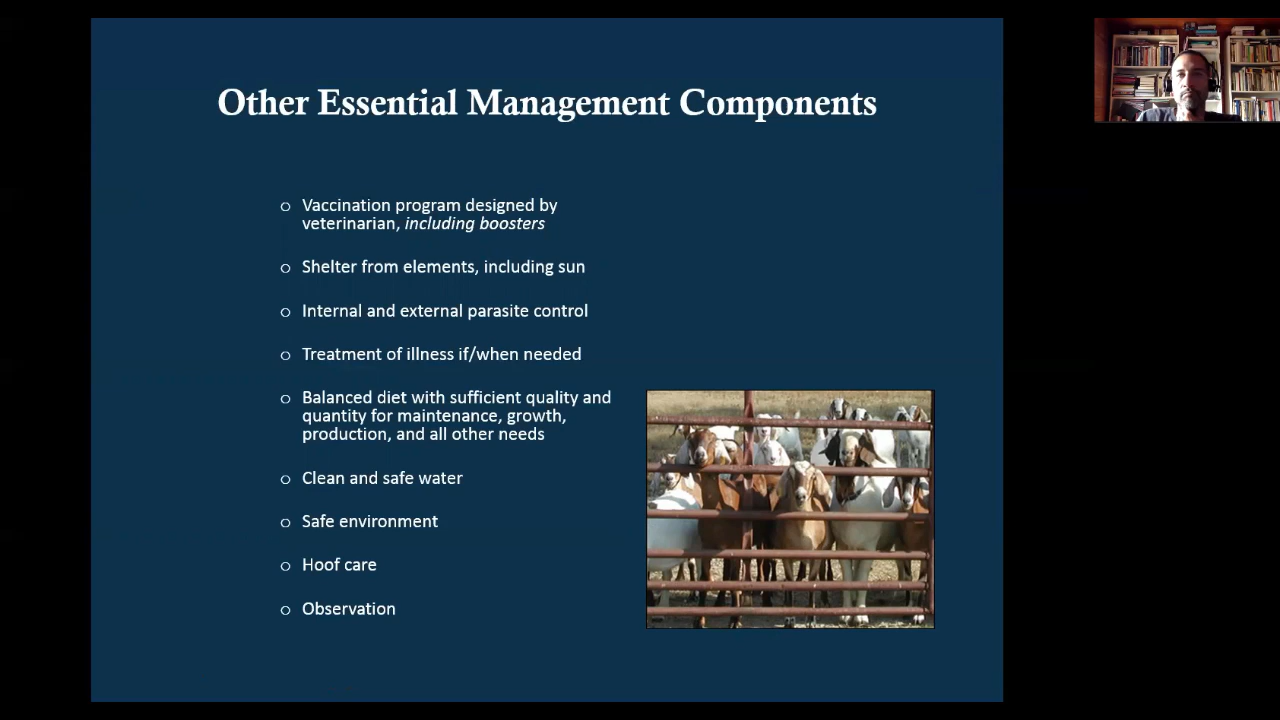 Other Essential Management Components
o Vaccination program designed by
veterinarian, including boosters
o Shelter from elements, including sun
o Internal and external parasite control
o Treatment of illness if/when needed
o Balanced diet with sufficient quality and
quantity for maintenance, growth,
production, and all other needs
o Clean and safe water
o Safe environment
o Hoof care
o Observation